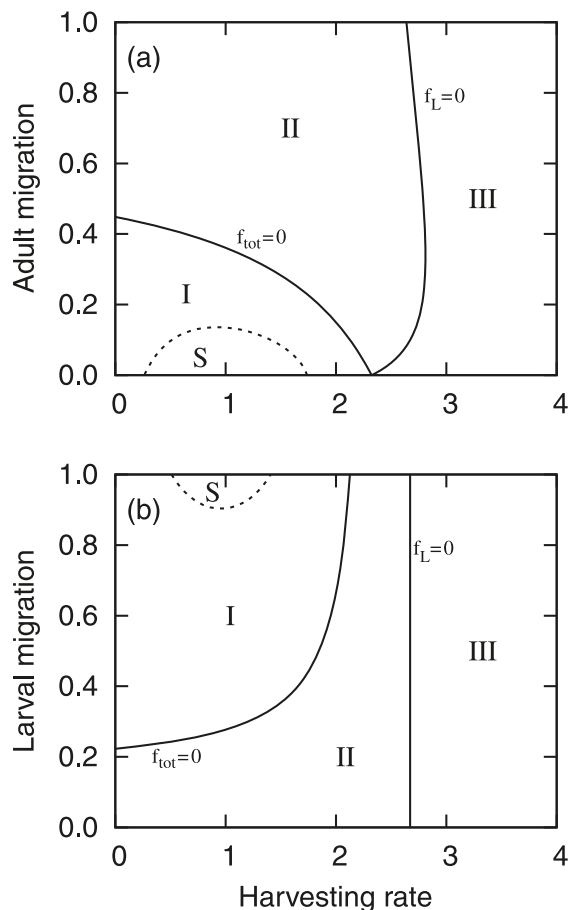 (a)
1.0
0.8
0.6
0.4
0.2
0.0
Adult migration
f_L=0
II
III
f_tot=0
I
S
0 1 2 3 4
(b)
1.0
0.8
0.6
0.4
0.2
0.0
Larval migration
S
f_L=0
I
III
f_tot=0
II
0 1 2 3 4
Harvesting rate